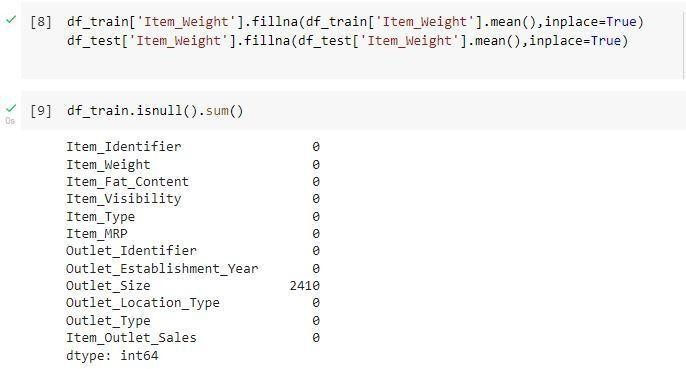 [8] df_train['Item_Weight'].fillna(df_train['Item_Weight'].mean(),inplace=True)
df_test['Item_Weight'].fillna(df_test['Item_Weight'].mean(),inplace=True)
[9] df_train.isnull().sum()
0s
Item_Identifier 0
Item_Weight 0
Item_Fat_Content 0
Item_Visibility 0
Item_Type 0
Item_MRP 0
Outlet_Identifier 0
Outlet_Establishment_Year 0
Outlet_Size 2410
Outlet_Location_Type 0
Outlet_Type 0
Item_Outlet_Sales 0
dtype: int64